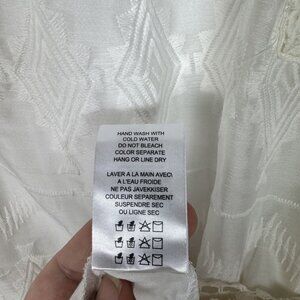 HAND WASH WITH
COLD WATER
DO NOT BLEACH
COLOR SEPARATE
HANG OR LINE DRY
LAVER A LA MAIN AVEC\
A L'EAU FROIDE
NE PAS JAVEKKISER
COULEUR SEPAREMENT
SUSPENDRE SEC
OU LIGNE SEC